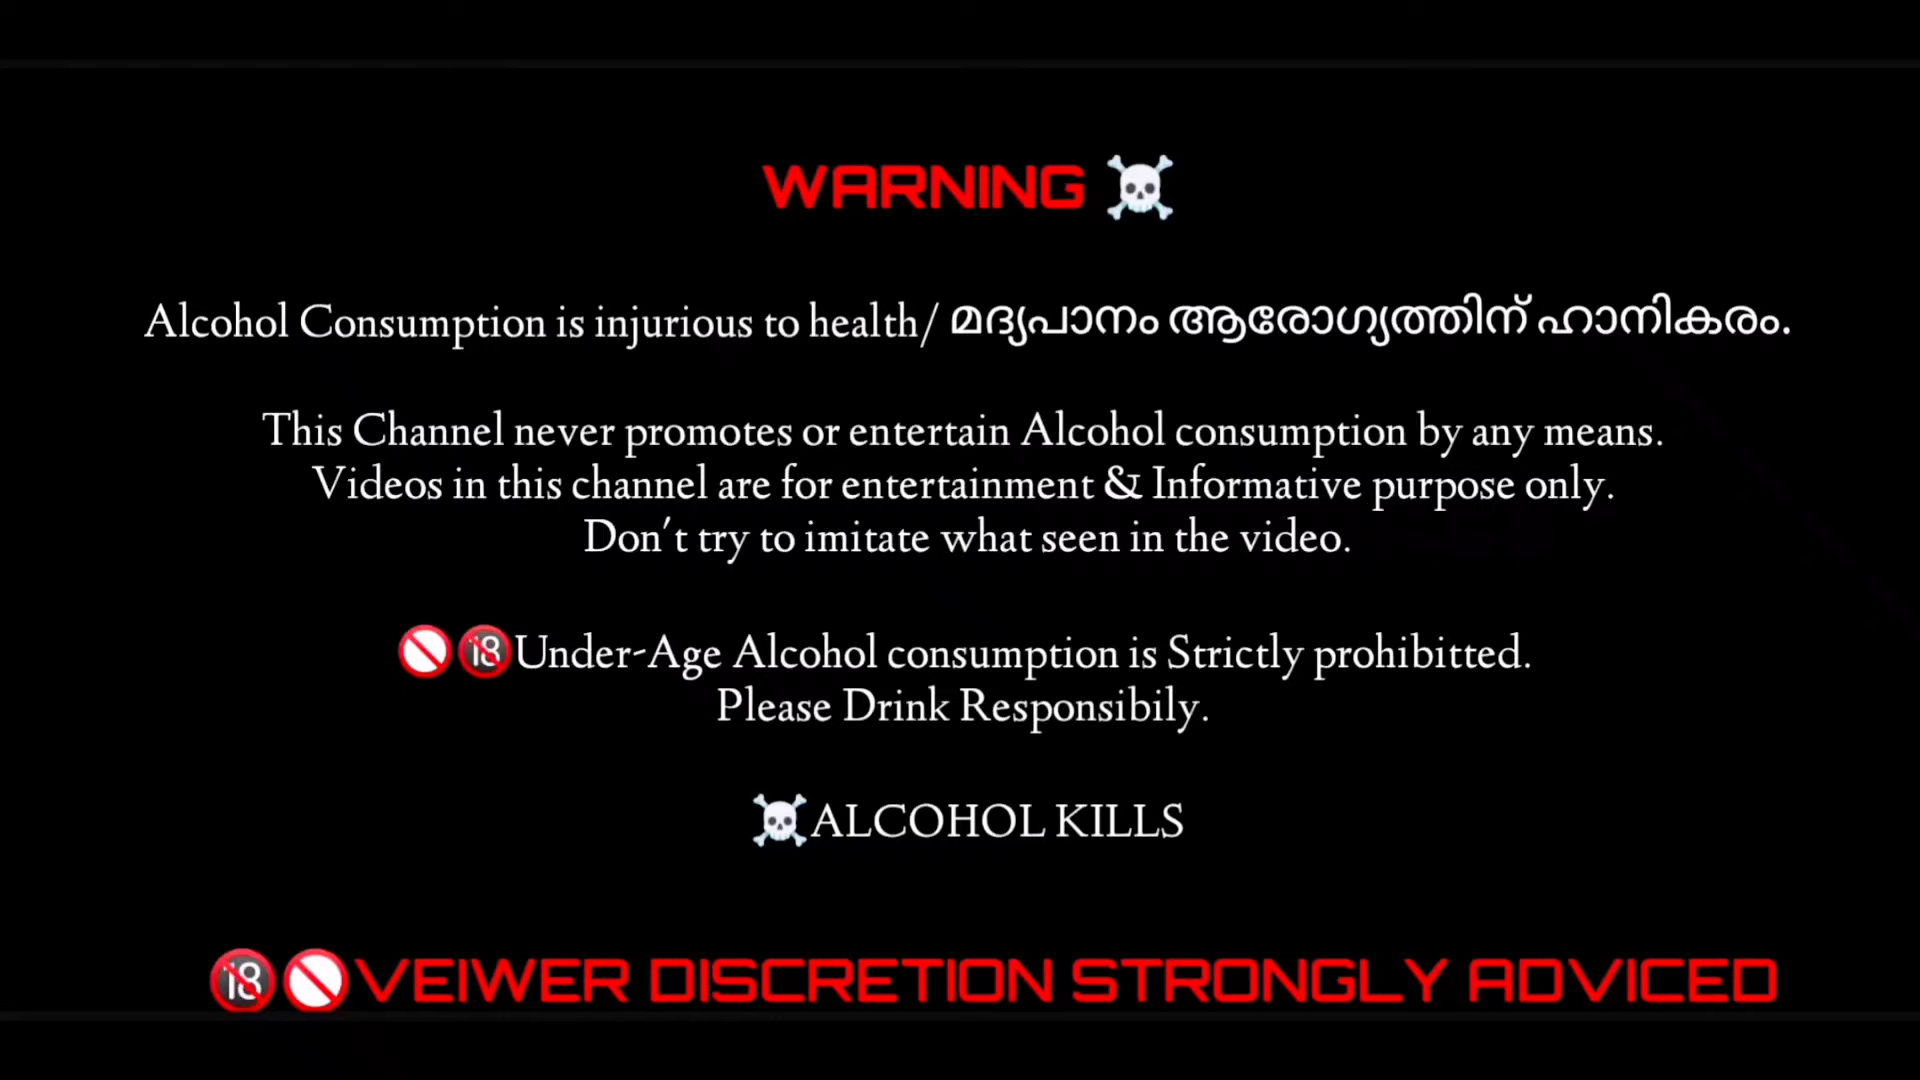 WARNING ☠️
Alcohol Consumption is injurious to health/ മദ്യപാനം ആരോഗ്യത്തിന് ഹാനികരം.
This Channel never promotes or entertain Alcohol consumption by any means.
Videos in this channel are for entertainment & Informative purpose only.
Don't try to imitate what seen in the video.
🚫🔞Under-Age Alcohol consumption is Strictly prohibitted.
Please Drink Responsibily.
☠️ALCOHOL KILLS
🔞🚫VEIWER DISCRETION STRONGLY ADVICED